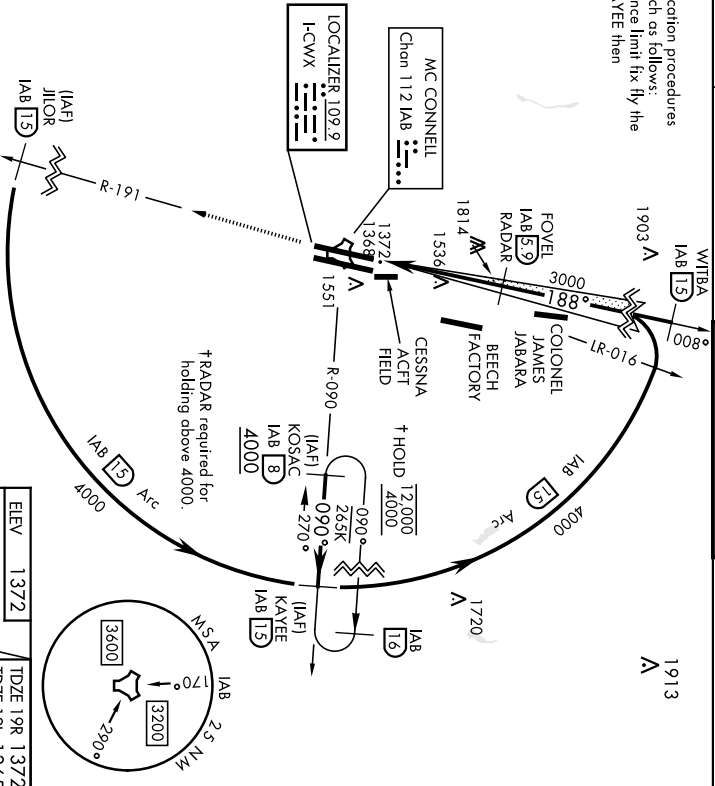 cation procedures
ch as follows:
nce limit fix fly the
AYEE then
MC CONNELL
Chan 112 IAB
LOCALIZER 109.9
I-CWX
(IAF)
JILOR
IAB 15
R-191
1903
WITBA
IAB 15
008°
FOVEL
IAB 5.9
RADAR
1814
1536
3000
188°
LR-016
1372
1368
1551
COLONEL
JAMES
JABARA
BEECH
FACTORY
CESSNA
ACFT
FIELD
R-090
(IAF)
KOSAC
IAB 8
4000
†HOLD
12,000
4000
090°
265K
090°
270°
IAB 15 Arc
4000
IAB 15 Arc
4000
†RADAR required for
holding above 4000.
(IAF)
KAYEE
IAB 15
IAB
16
1720
1913
MSA IAB 25 NM
3600
170°
3200
290°
ELEV 1372
TDZE 19R 1372